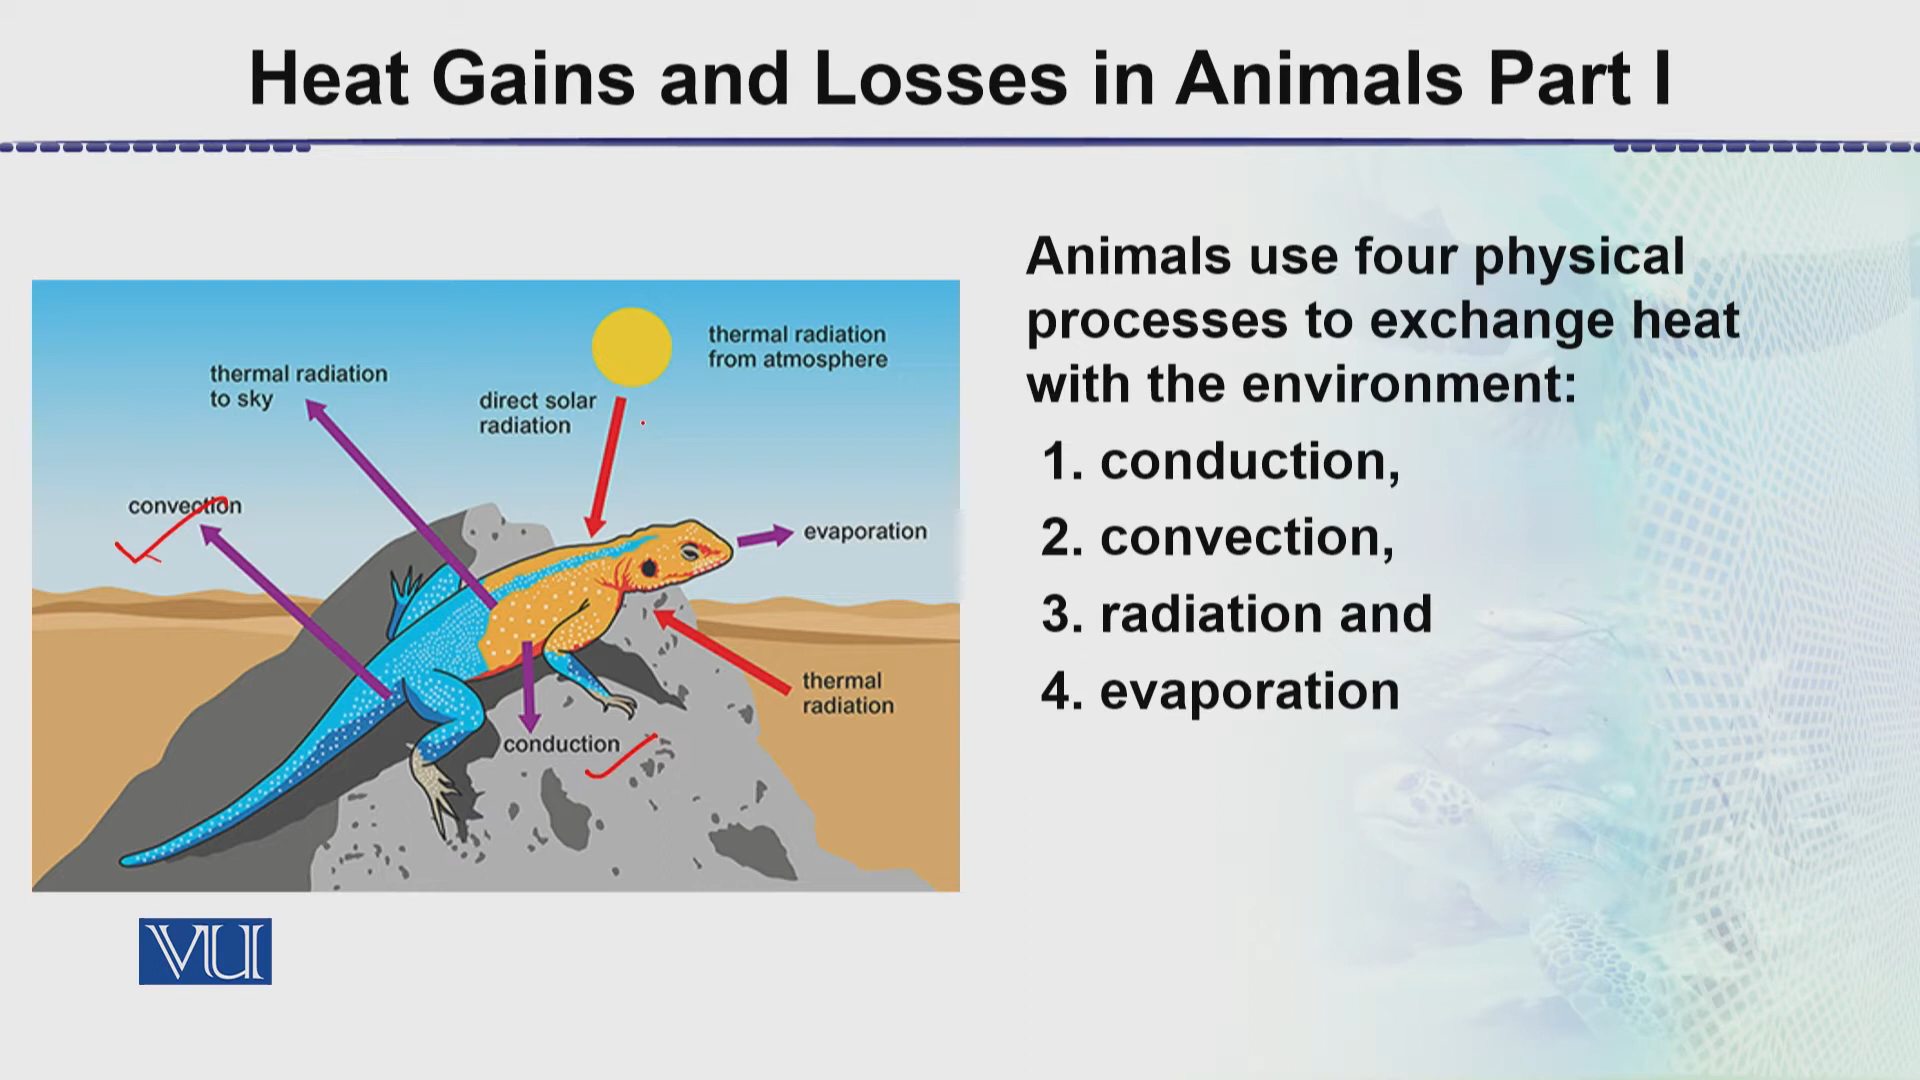 Heat Gains and Losses in Animals Part I
thermal radiation
from atmosphere
thermal radiation
to sky
direct solar
radiation
convection
evaporation
thermal
radiation
conduction
Animals use four physical
processes to exchange heat
with the environment:
1. conduction,
2. convection,
3. radiation and
4. evaporation
VU